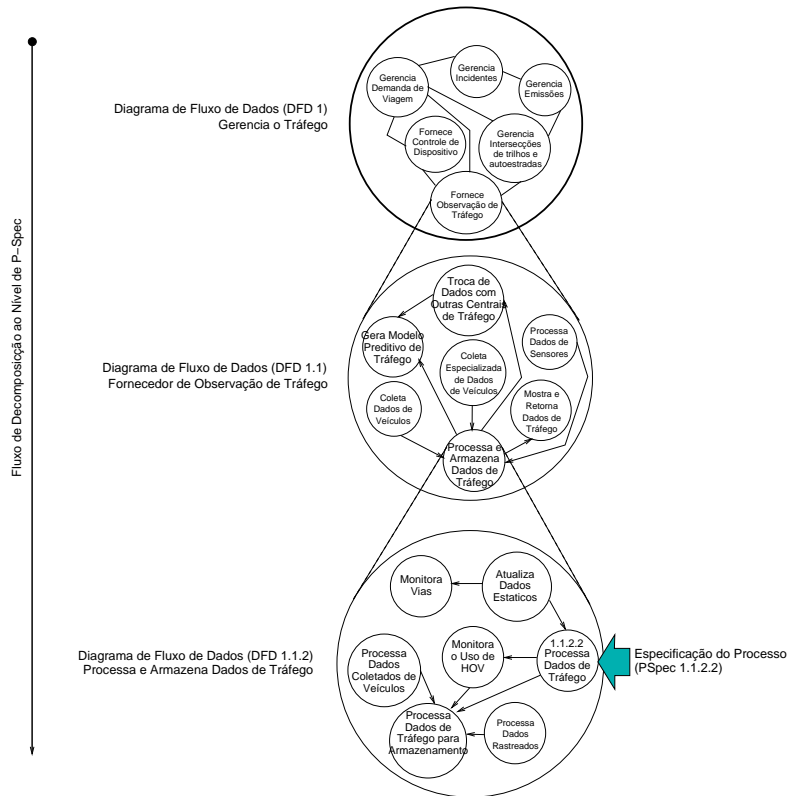 Fluxo de Decomposicção ao Nível de P−Spec
Diagrama de Fluxo de Dados (DFD 1)
Gerencia o Tráfego
Gerencia
Demanda de
Viagem
Gerencia
Incidentes
Gerencia
Emissões
Fornece
Controle de
Dispositivo
Gerencia
Intersecções
de trilhos e
autoestradas
Fornece
Observação de
Tráfego
Diagrama de Fluxo de Dados (DFD 1.1)
Fornecedor de Observação de Tráfego
Troca de
Dados com
Outras Centrais
de Tráfego
Gera Modelo
Preditivo de
Tráfego
Processa
Dados de
Sensores
Coleta
Especializada
de Dados de
Veículos
Coleta
Dados de
Veículos
Mostra e
Retorna
Dados de
Tráfego
Processa e
Armazena
Dados de
Tráfego
Diagrama de Fluxo de Dados (DFD 1.1.2)
Processa e Armazena Dados de Tráfego
Monitora
Vias
Atualiza
Dados
Estaticos
Processa
Dados
Coletados de
Veículos
Monitora
o Uso de
HOV
1.1.2.2
Processa
Dados de
Tráfego
Especificação do Processo
(PSpec 1.1.2.2)
Processa
Dados de
Tráfego para
Armazenamento
Processa
Dados
Rastreados